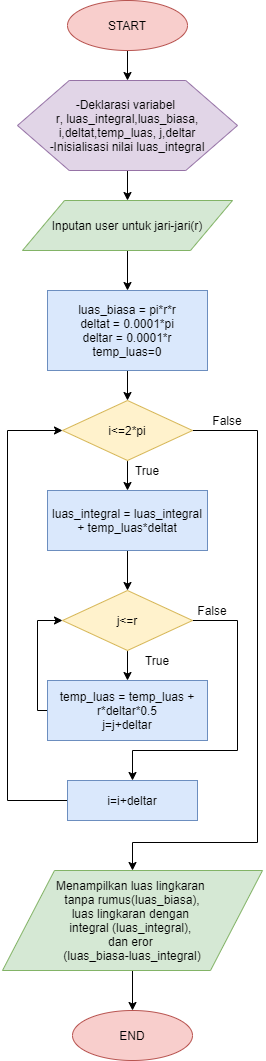 START
-Deklarasi variabel
r, luas_integral,luas_biasa,
i,deltat,temp_luas, j,deltar
-Inisialisasi nilai luas_integral
Inputan user untuk jari-jari(r)
luas_biasa = pi*r*r
deltat = 0.0001*pi
deltar = 0.0001*r
temp_luas=0
i<=2*pi
False
True
luas_integral = luas_integral
+ temp_luas*deltat
j<=r
False
True
temp_luas = temp_luas +
r*deltar*0.5
j=j+deltar
i=i+deltar
Menampilkan luas lingkaran
tanpa rumus(luas_biasa),
luas lingkaran dengan
integral (luas_integral),
dan eror
(luas_biasa-luas_integral)
END